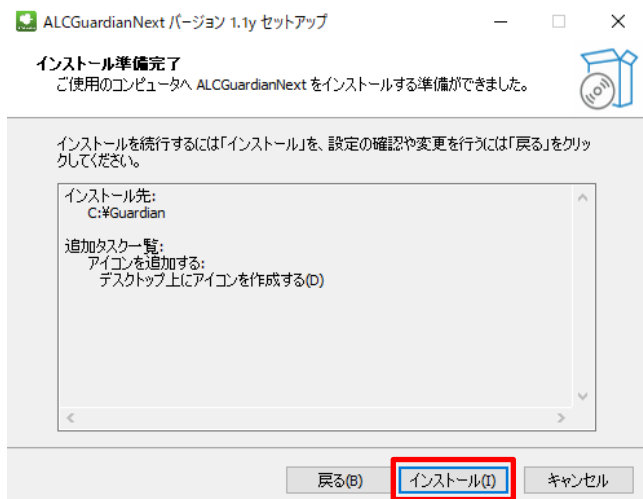 ALCGuardianNext バージョン 1.1y セットアップ
インストール準備完了
ご使用のコンピュータへ ALCGuardianNext をインストールする準備ができました。
インストールを続行するには「インストール」を、設定の確認や変更を行うには「戻る」をクリッ
クしてください。
インストール先:
C:¥Guardian
追加タスク一覧:
アイコンを追加する:
デスクトップ上にアイコンを作成する(D)
戻る(B)
インストール(I)
キャンセル